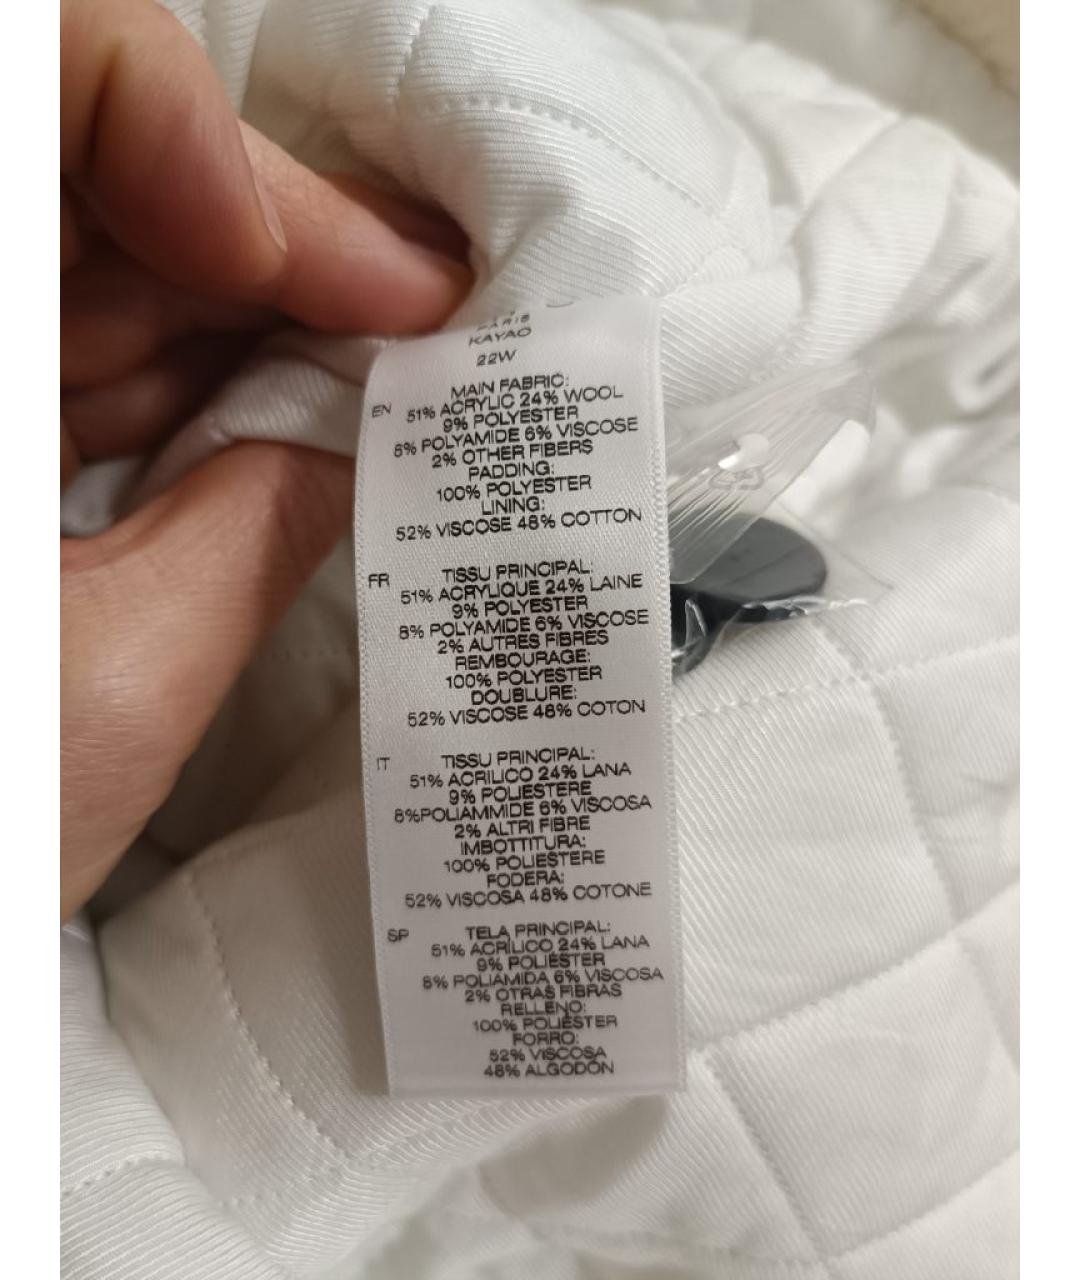 PARIS
KAYAO
22W
EN
MAIN FABRIC:
51% ACRYLIC 24% WOOL
9% POLYESTER
8% POLYAMIDE 6% VISCOSE
2% OTHER FIBERS
PADDING:
100% POLYESTER
LINING:
52% VISCOSE 48% COTTON
FR
TISSU PRINCIPAL:
51% ACRYLIQUE 24% LAINE
9% POLYESTER
8% POLYAMIDE 6% VISCOSE
2% AUTRES FIBRES
REMBOURAGE:
100% POLYESTER
DOUBLURE:
52% VISCOSE 48% COTON
IT
TISSU PRINCIPAL:
51% ACRILICO 24% LANA
9% POLIESTERE
8%POLIAMMIDE 6% VISCOSA
2% ALTRI FIBRE
IMBOTTITURA:
100% POLIESTERE
FODERA:
52% VISCOSA 48% COTONE
SP
TELA PRINCIPAL:
51% ACRÍLICO 24% LANA
9% POLIÉSTER
8% POLIAMIDA 6% VISCOSA
2% OTRAS FIBRAS
RELLENO:
100% POLIÉSTER
FORRO:
52% VISCOSA
48% ALGODÓN